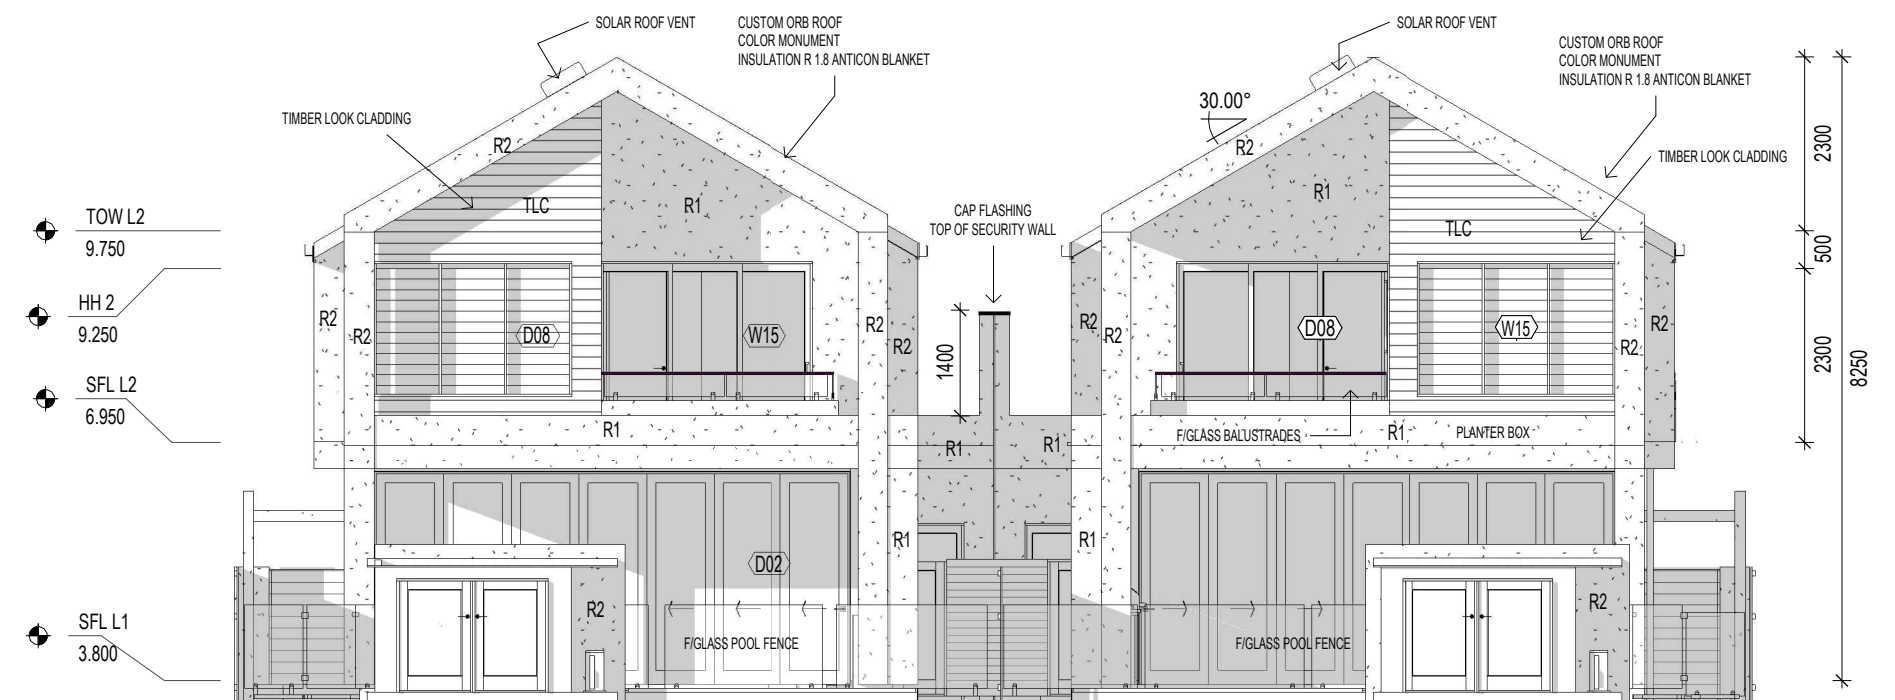 SOLAR ROOF VENT
CUSTOM ORB ROOF
COLOR MONUMENT
INSULATION R 1.8 ANTICON BLANKET
SOLAR ROOF VENT
CUSTOM ORB ROOF
COLOR MONUMENT
INSULATION R 1.8 ANTICON BLANKET
30.00°
TIMBER LOOK CLADDING
R2
R2
2300
TIMBER LOOK CLADDING
R1
TLC
R1
CAP FLASHING
TOP OF SECURITY WALL
TLC
TOW L2
9.750
500
HH 2
9.250
R2
R2
D08
W15
R2
R2
1400
R2
R2
D08
W15
R2
R2
2300
8250
SFL L2
6.950
R1
R1
R1
F/GLASS BALUSTRADES
R1
PLANTER BOX
R1
R1
D02
R2
R2
SFL L1
3.800
F/GLASS POOL FENCE
F/GLASS POOL FENCE